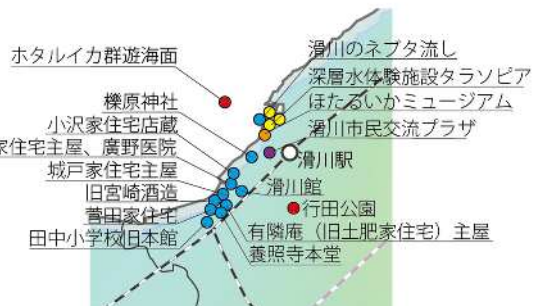 ホタルイカ群遊海面
櫟原神社
小沢家住宅店蔵
家住宅主屋、廣野医院
城戸家住宅主屋
旧宮崎酒造
菅田家住宅
田中小学校旧本館
滑川のネブタ流し
深層水体験施設タラソピア
ほたるいかミュージアム
滑川市民交流プラザ
滑川駅
滑川館
行田公園
有隣庵（旧土肥家住宅）主屋
養照寺本堂